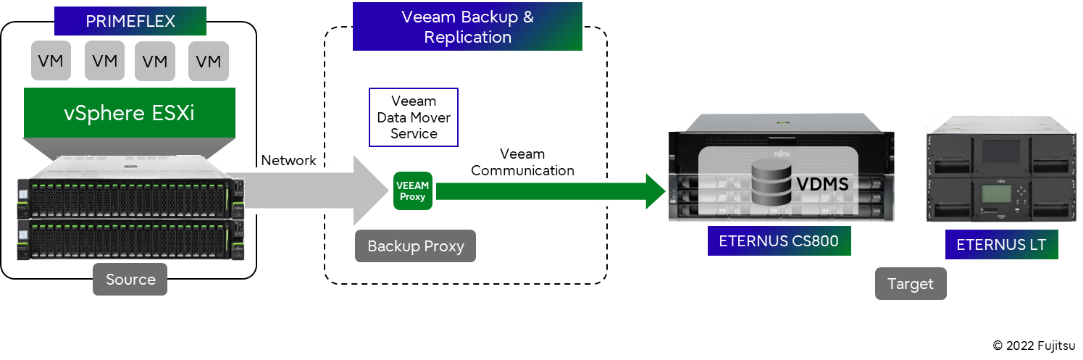 PRIMEFLEX
VM VM VM VM
vSphere ESXi
Source
Network
Veeam Backup &
Replication
Veeam
Data Mover
Service
VEEAM
Proxy
Backup Proxy
Veeam
Communication
FUJITSU
VDMS
ETERNUS CS800
ETERNUS LT
Target
© 2022 Fujitsu